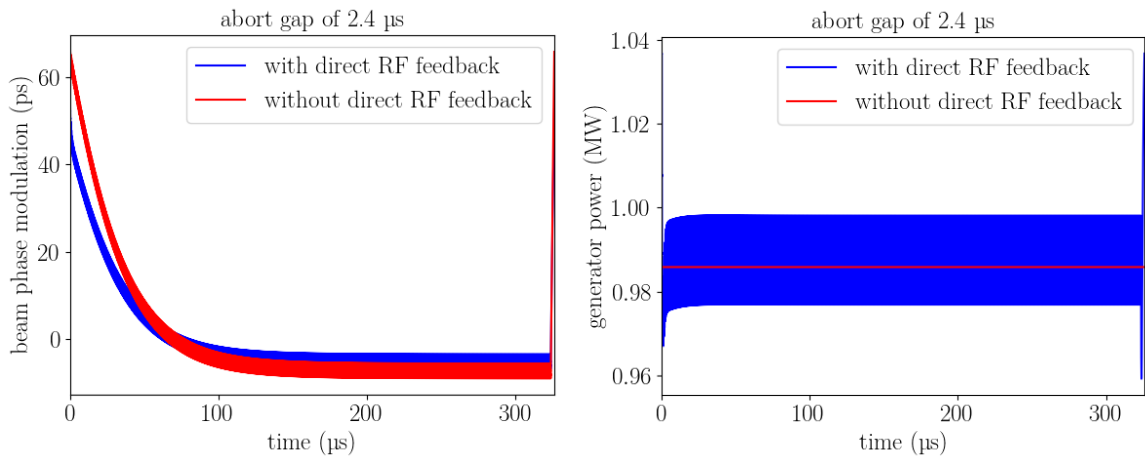 abort gap of 2.4 µs
beam phase modulation (ps)
60
40
20
0
with direct RF feedback
without direct RF feedback
0
100
200
300
time (µs)
abort gap of 2.4 µs
generator power (MW)
1.04
1.02
1.00
0.98
0.96
with direct RF feedback
without direct RF feedback
0
100
200
300
time (µs)